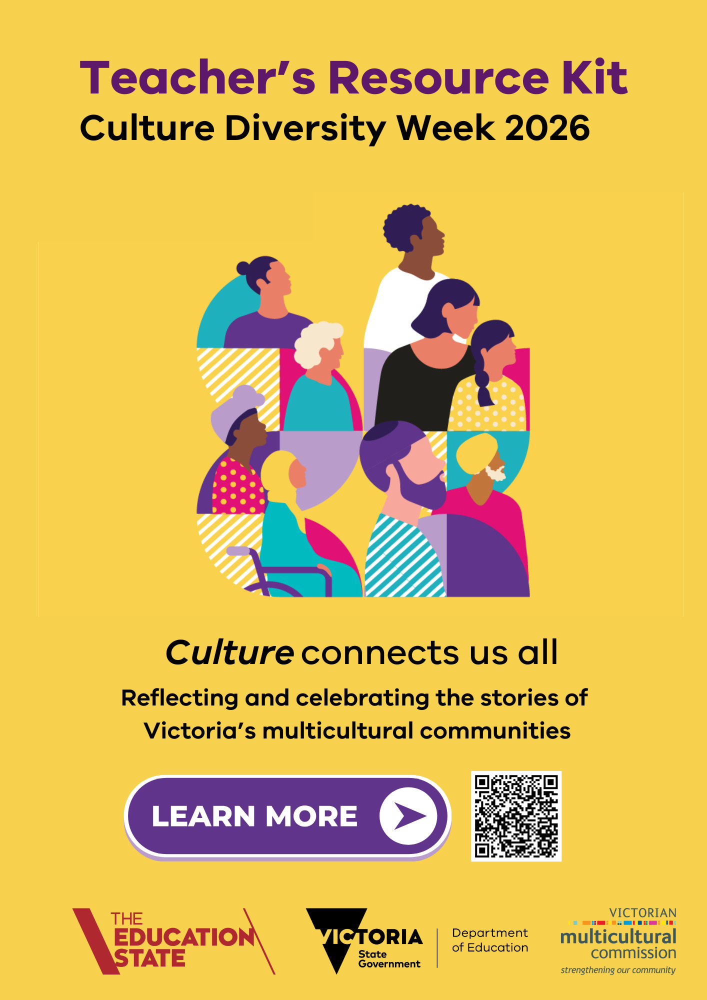 Teacher’s Resource Kit
Culture Diversity Week 2026
Culture connects us all
Reflecting and celebrating the stories of
Victoria’s multicultural communities
LEARN MORE
THE
EDUCATION
STATE
VICTORIA
State
Government
Department
of Education
VICTORIAN
multicultural
commission
strengthening our community